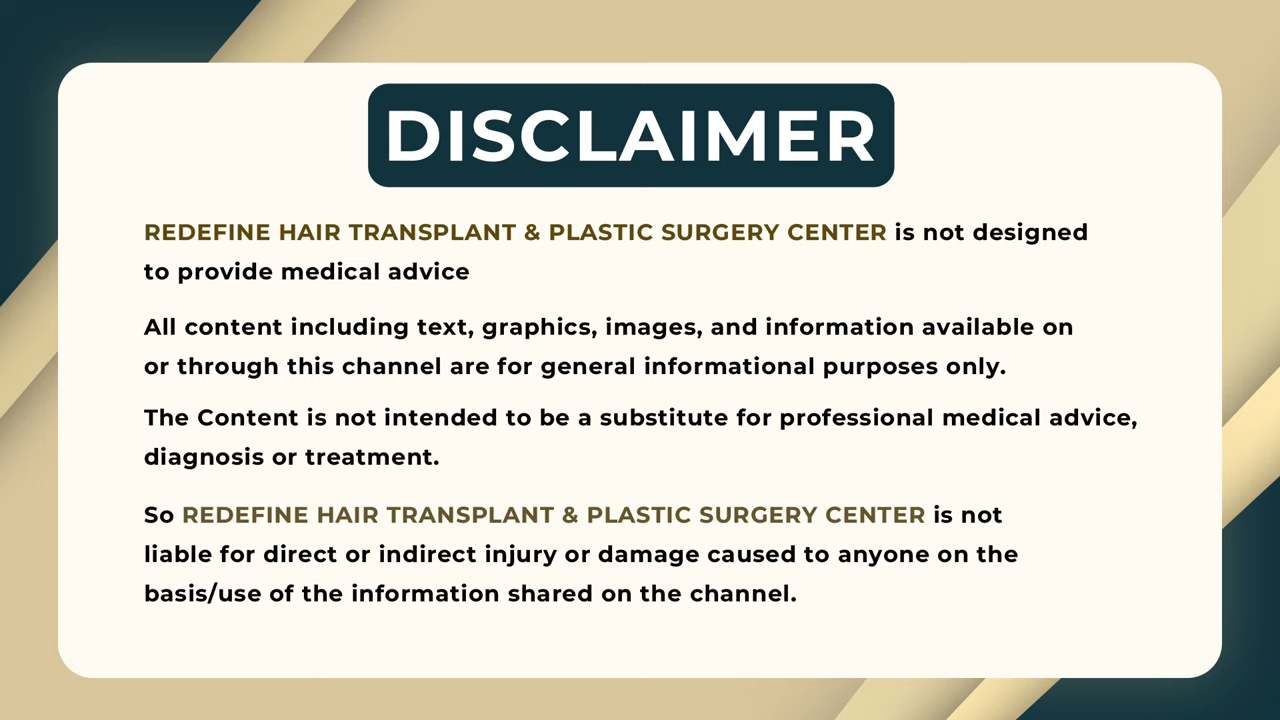 DISCLAIMER
REDEFINE HAIR TRANSPLANT & PLASTIC SURGERY CENTER is not designed
to provide medical advice
All content including text, graphics, images, and information available on
or through this channel are for general informational purposes only.
The Content is not intended to be a substitute for professional medical advice,
diagnosis or treatment.
So REDEFINE HAIR TRANSPLANT & PLASTIC SURGERY CENTER is not
liable for direct or indirect injury or damage caused to anyone on the
basis/use of the information shared on the channel.